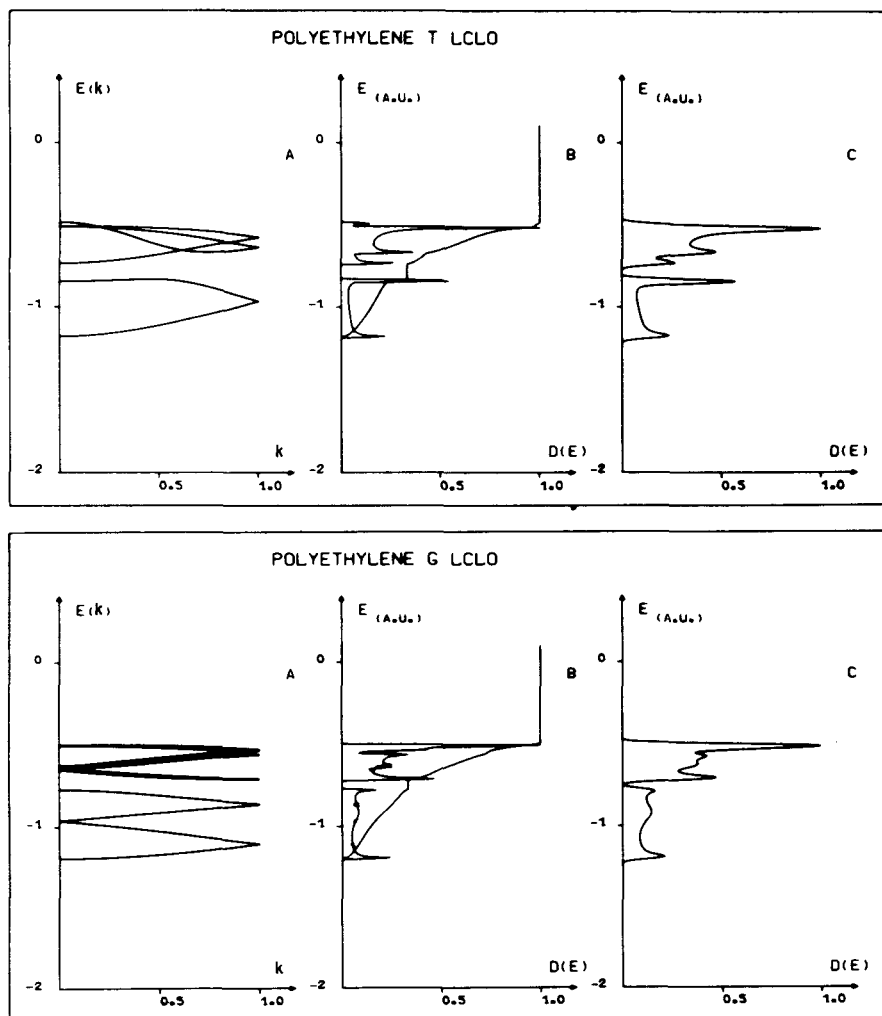 POLYETHYLENE T LCLO
E(k) E (A.U.) E (A.U.)
0 0 0
A B C
-1 -1 -1
k D(E) D(E)
-2 -2 -2
0.5 1.0 0.5 1.0 0.5 1.0
POLYETHYLENE G LCLO
E(k) E (A.U.) E (A.U.)
0 0 0
A B C
-1 -1 -1
k D(E) D(E)
-2 -2 -2
0.5 1.0 0.5 1.0 0.5 1.0